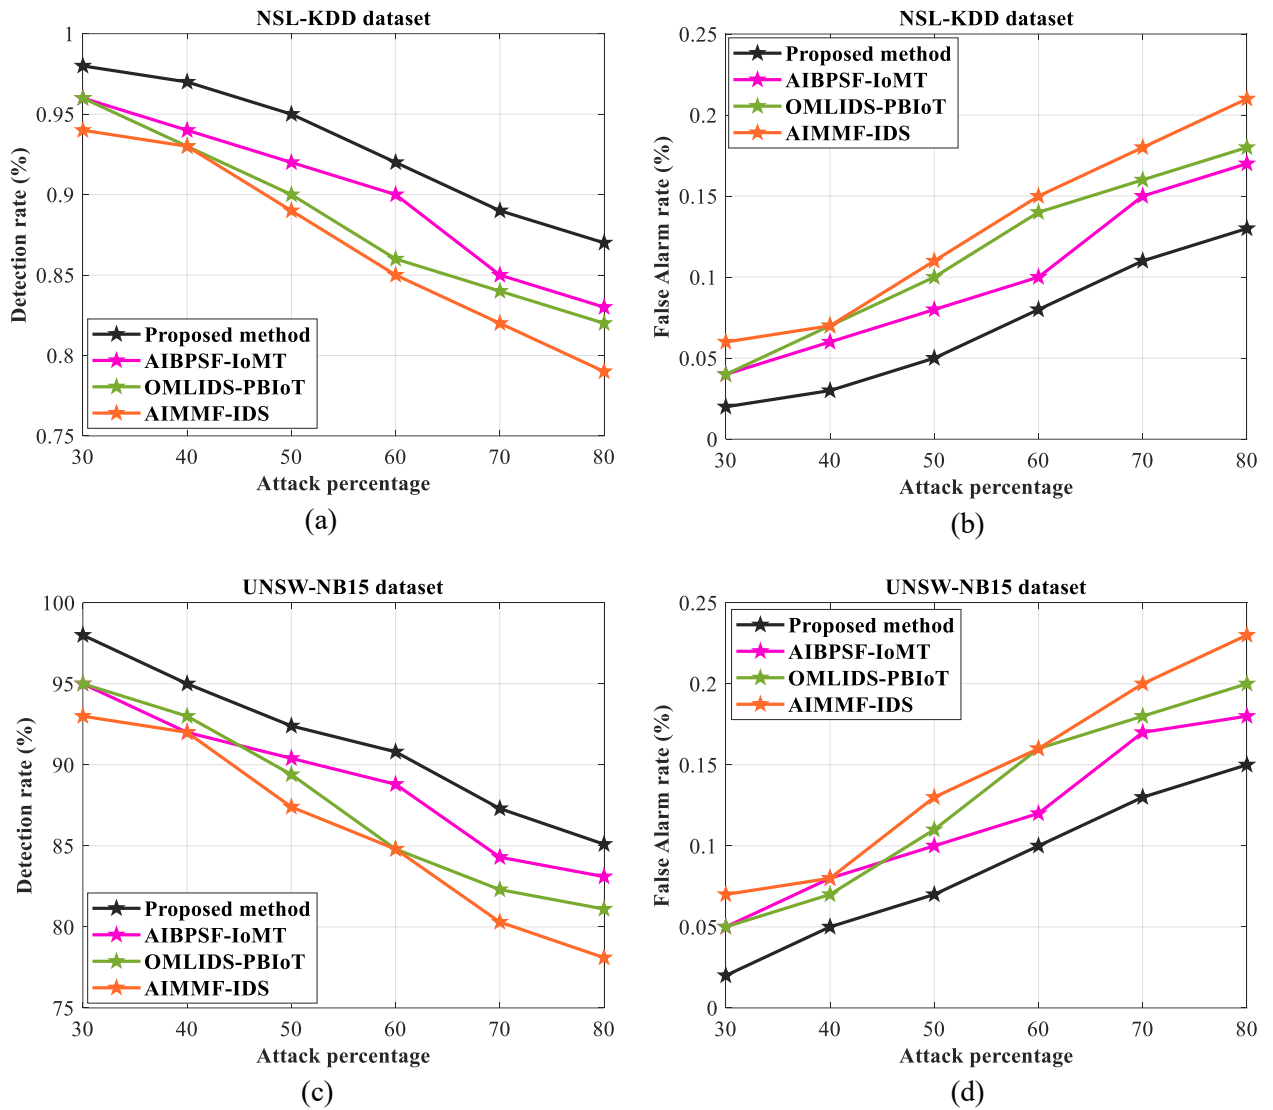 NSL-KDD dataset
1
0.95
0.9
0.85
0.8
0.75
Detection rate (%)
Proposed method
AIBPSF-IoMT
OMLIDS-PBIoT
AIMMF-IDS
30 40 50 60 70 80
Attack percentage
(a)
NSL-KDD dataset
0.25
0.2
0.15
0.1
0.05
0
False Alarm rate (%)
Proposed method
AIBPSF-IoMT
OMLIDS-PBIoT
AIMMF-IDS
30 40 50 60 70 80
Attack percentage
(b)
UNSW-NB15 dataset
100
95
90
85
80
75
Detection rate (%)
Proposed method
AIBPSF-IoMT
OMLIDS-PBIoT
AIMMF-IDS
30 40 50 60 70 80
Attack percentage
(c)
UNSW-NB15 dataset
0.25
0.2
0.15
0.1
0.05
0
False Alarm rate (%)
Proposed method
AIBPSF-IoMT
OMLIDS-PBIoT
AIMMF-IDS
30 40 50 60 70 80
Attack percentage
(d)